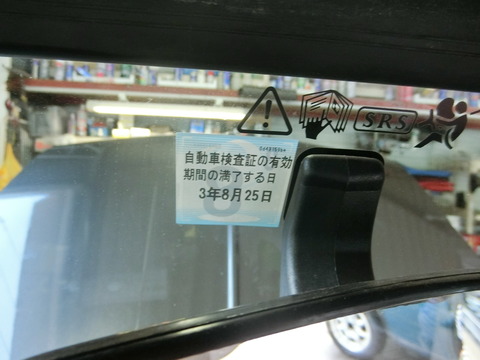 SRS
自動車検査証の有効
期間の満了する日
3年8月25日